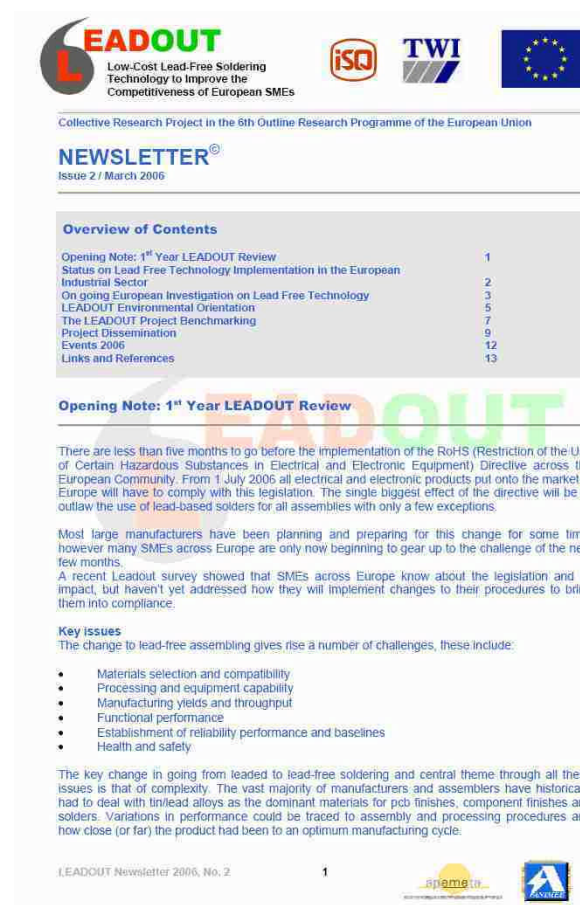 LEADOUT
Low-Cost Lead-Free Soldering
Technology to Improve the
Competitiveness of European SMEs
isQ
TWI
Collective Research Project in the 6th Outline Research Programme of the European Union
NEWSLETTER©
Issue 2 / March 2006
Overview of Contents
Opening Note: 1st Year LEADOUT Review 1
Status on Lead Free Technology Implementation in the European
Industrial Sector 2
On going European Investigation on Lead Free Technology 3
LEADOUT Environmental Orientation 5
The LEADOUT Project Benchmarking 7
Project Dissemination 9
Events 2006 12
Links and References 13
LEADOUT
Opening Note: 1st Year LEADOUT Review
There are less than five months to go before the implementation of the RoHS (Restriction of the U
of Certain Hazardous Substances in Electrical and Electronic Equipment) Directive across t
European Community. From 1 July 2006 all electrical and electronic products put onto the market
Europe will have to comply with this legislation. The single biggest effect of the directive will be
outlaw the use of lead-based solders for all assemblies with only a few exceptions.
Most large manufacturers have been planning and preparing for this change for some tim
however many SMEs across Europe are only now beginning to gear up to the challenge of the ne
few months.
A recent Leadout survey showed that SMEs across Europe know about the legislation and
impact, but haven't yet addressed how they will implement changes to their procedures to bri
them into compliance.
Key issues
The change to lead-free assembling gives rise a number of challenges, these include:
• Materials selection and compatibility
• Processing and equipment capability
• Manufacturing yields and throughput
• Functional performance
• Establishment of reliability performance and baselines
• Health and safety
The key change in going from leaded to lead-free soldering and central theme through all the
issues is that of complexity. The vast majority of manufacturers and assemblers have historica
had to deal with tin/lead alloys as the dominant materials for pcb finishes, component finishes a
solders. Variations in performance could be traced to assembly and processing procedures a
how close (or far) the product had been to an optimum manufacturing cycle.
LEADOUT Newsletter 2006, No. 2 1
apemeta
ANIMEE